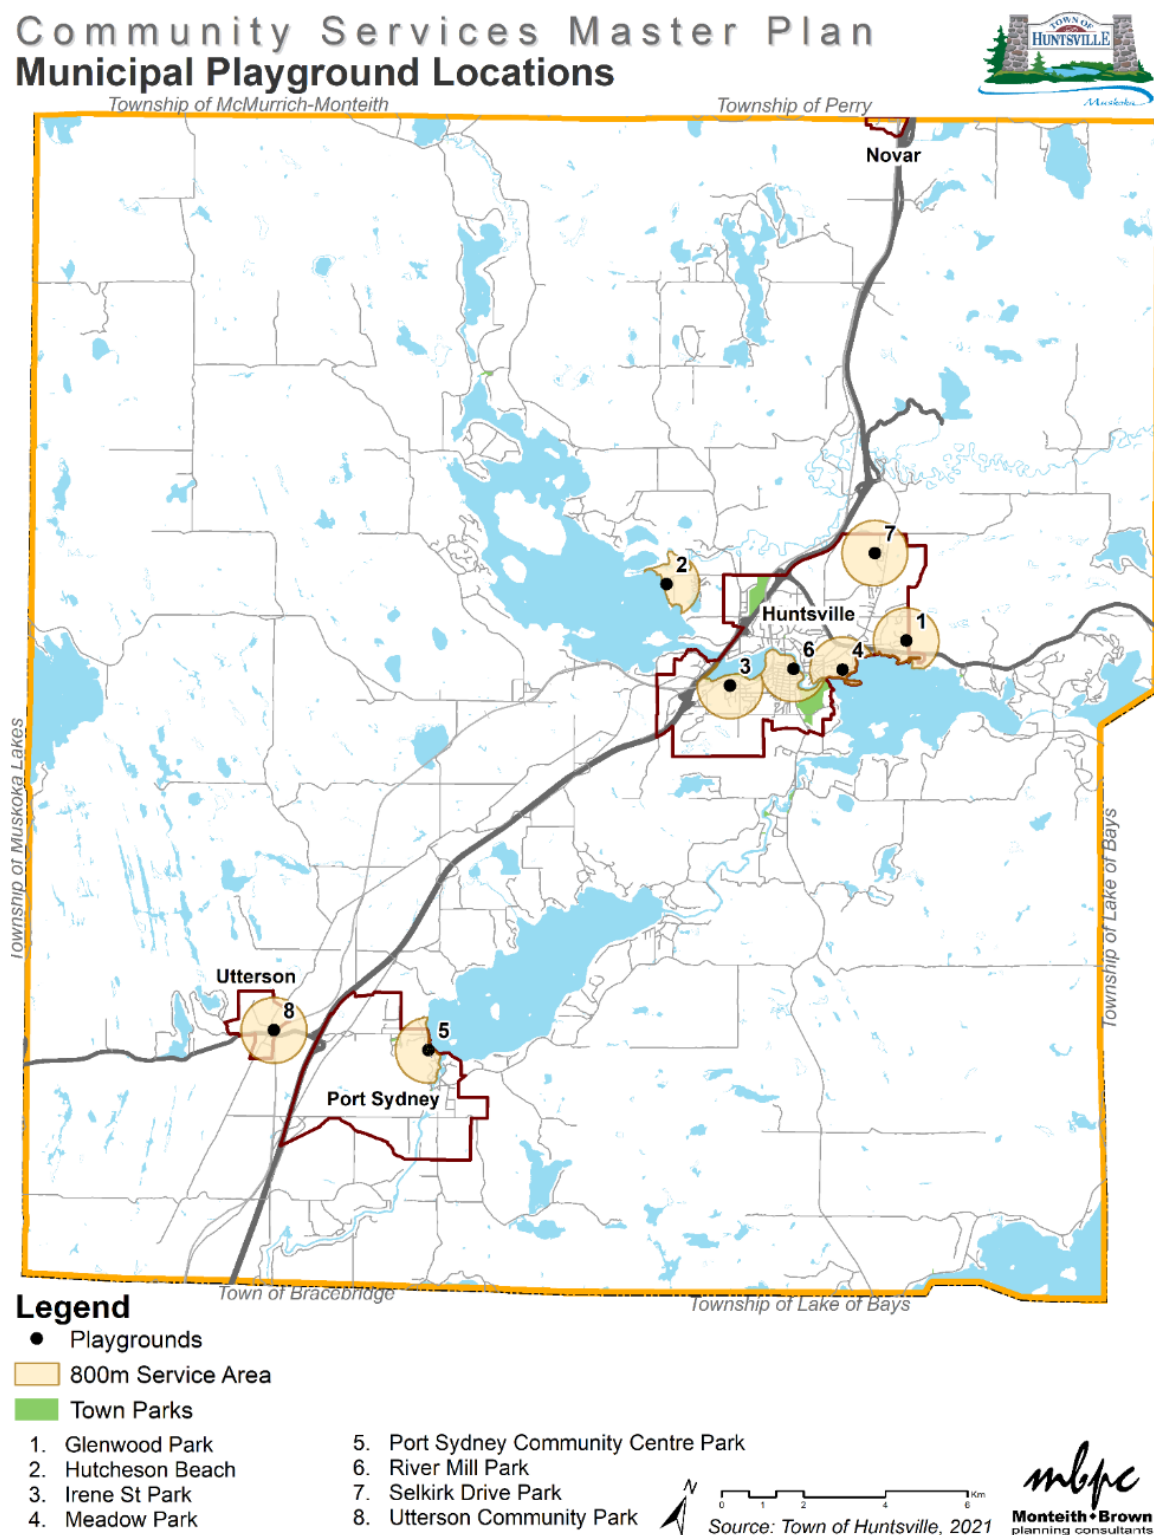 Community Services Master Plan
Municipal Playground Locations
TOWN OF
HUNTSVILLE
Muskoka
Township of McMurrich-Monteith
Township of Perry
Novar
7
2
Huntsville
1
6
4
3
Township of Muskoka Lakes
Township of Lake of Bays
Utterson
8
5
Port Sydney
Town of Bracebridge
Township of Lake of Bays
Legend
Playgrounds
800m Service Area
Town Parks
1. Glenwood Park
2. Hutcheson Beach
3. Irene St Park
4. Meadow Park
5. Port Sydney Community Centre Park
6. River Mill Park
7. Selkirk Drive Park
8. Utterson Community Park
N
Km
0 1 2 4 6
Source: Town of Huntsville, 2021
mbpc
Monteith♦Brown
planning consultants